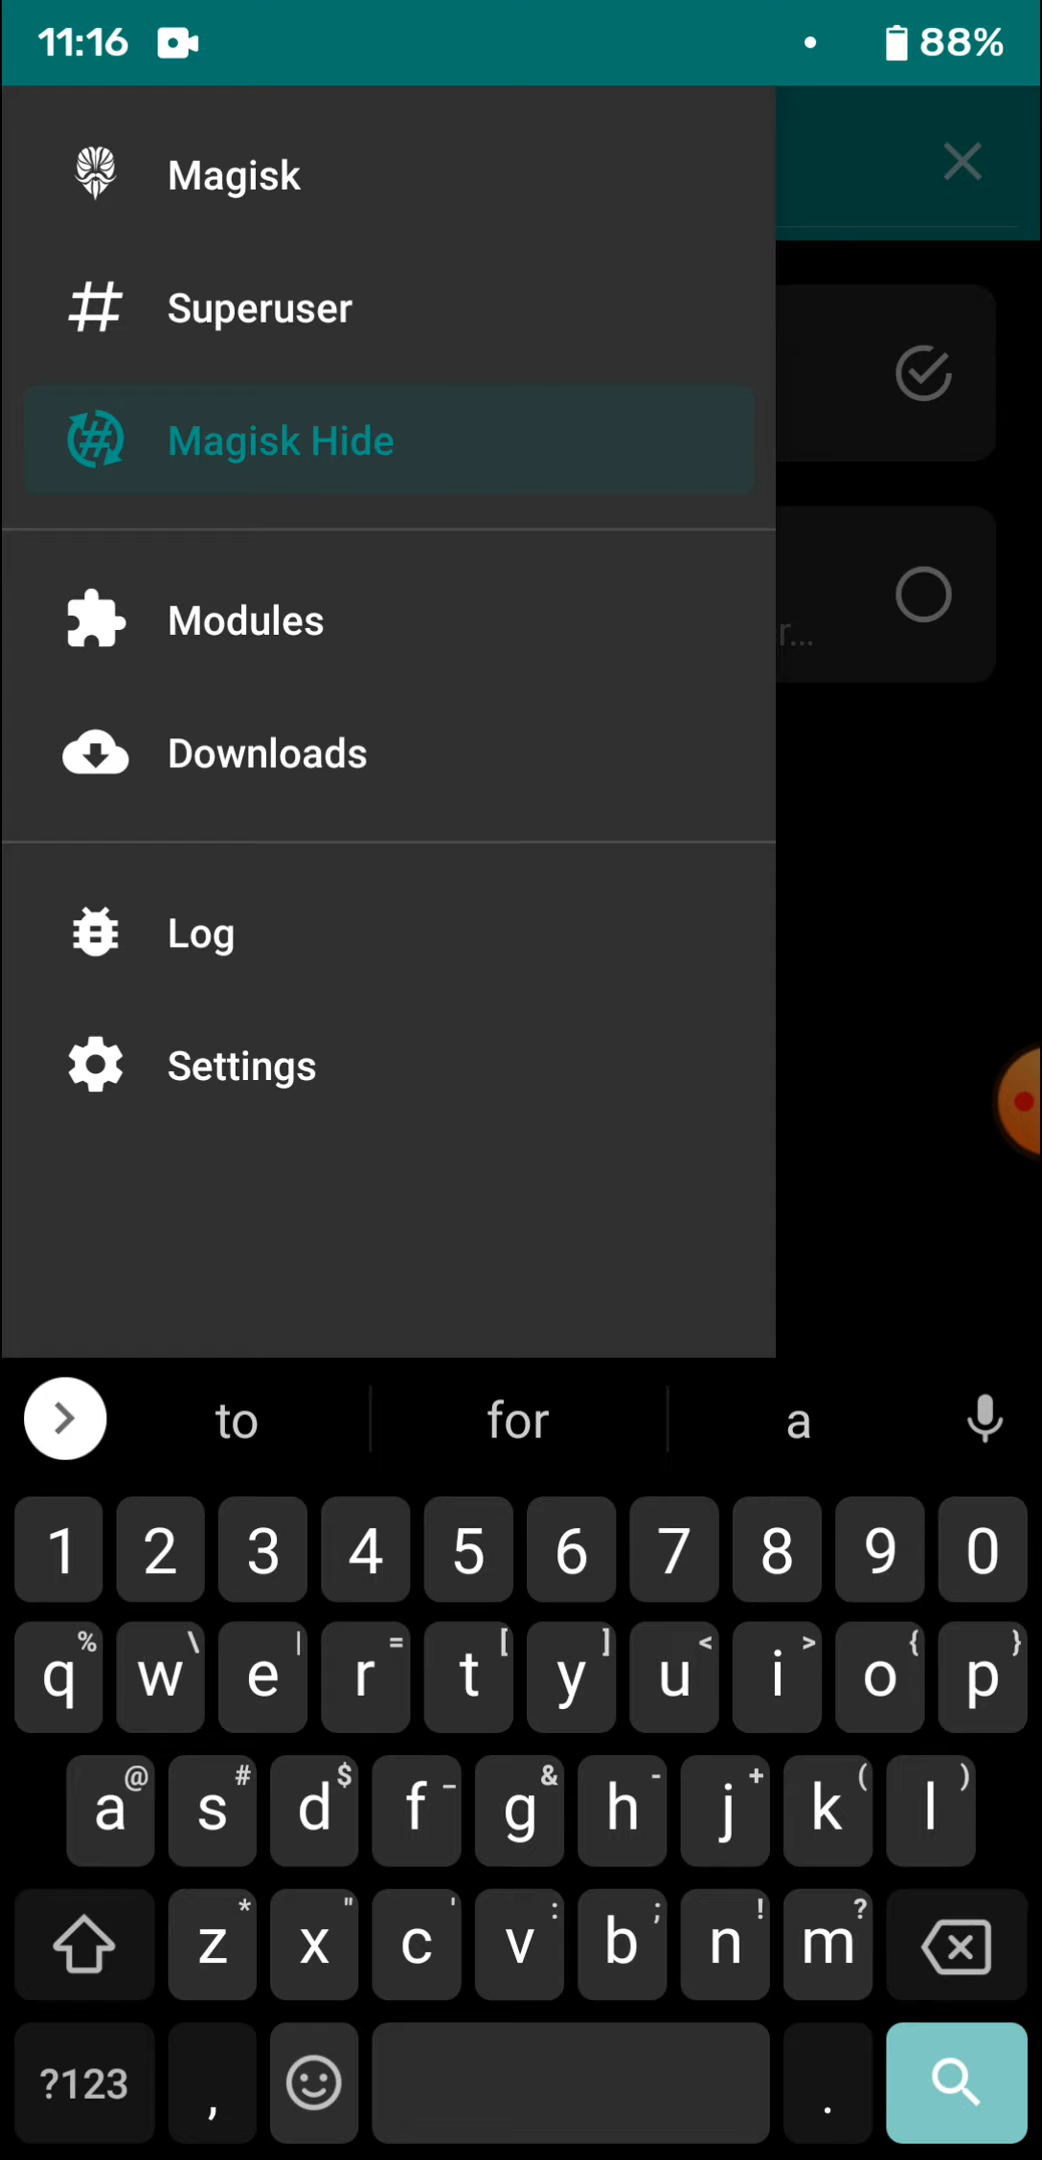 11:16 88%
Magisk
Superuser
Magisk Hide
Modules
r...
Downloads
Log
Settings
to for a
1 2 3 4 5 6 7 8 9 0
% \ | = [ ] < > { }
q w e r t y u i o p
@ # $ _ & - + ( )
a s d f g h j k l
* " ' : ; ! ?
z x c v b n m
?123 , .